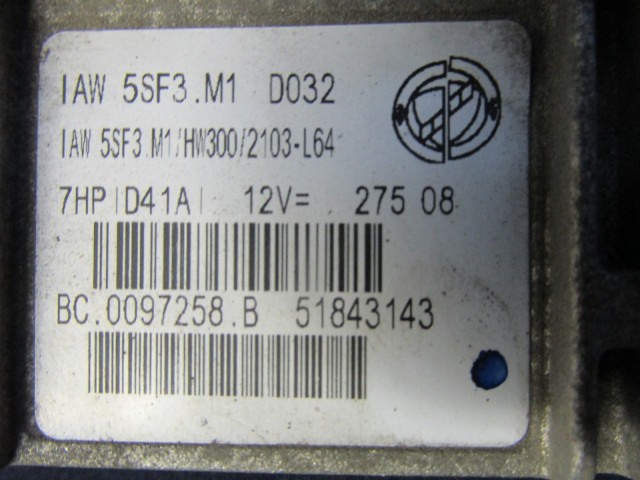 IAW 5SF3.M1 D032
IAW 5SF3.M1/HW300/2103-L64
7HP|D41A| 12V= 275 08
BC.0097258.B 51843143